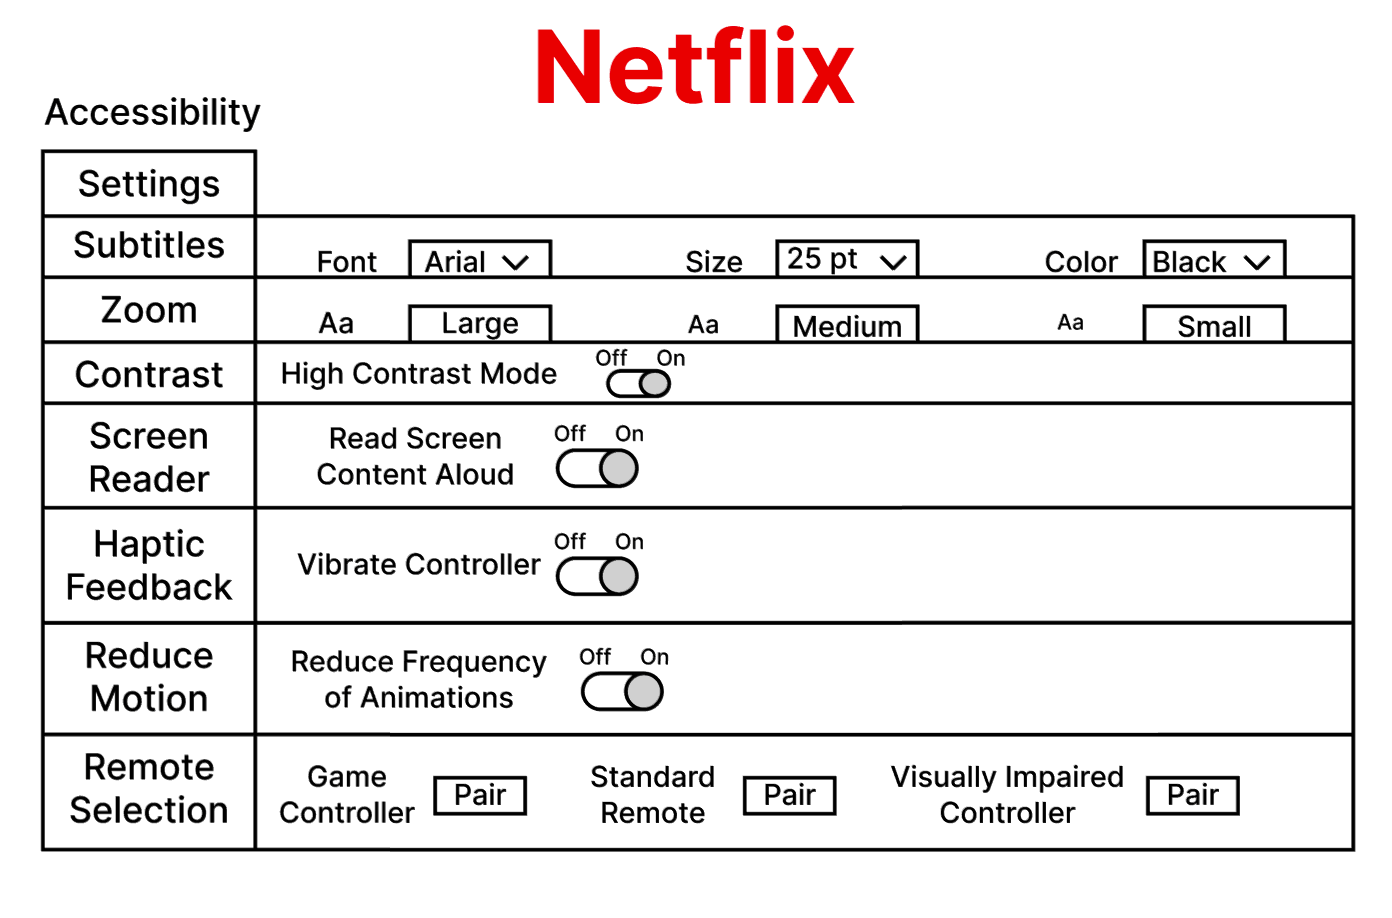 Netflix
Accessibility
Settings
Subtitles
Font Arial Size 25 pt Color Black
Zoom
Aa Large Aa Medium Aa Small
Contrast
High Contrast Mode Off On
Screen
Reader
Read Screen
Content Aloud
Off On
Haptic
Feedback
Vibrate Controller
Off On
Reduce
Motion
Reduce Frequency
of Animations
Off On
Remote
Selection
Game
Controller
Pair
Standard
Remote
Pair
Visually Impaired
Controller
Pair